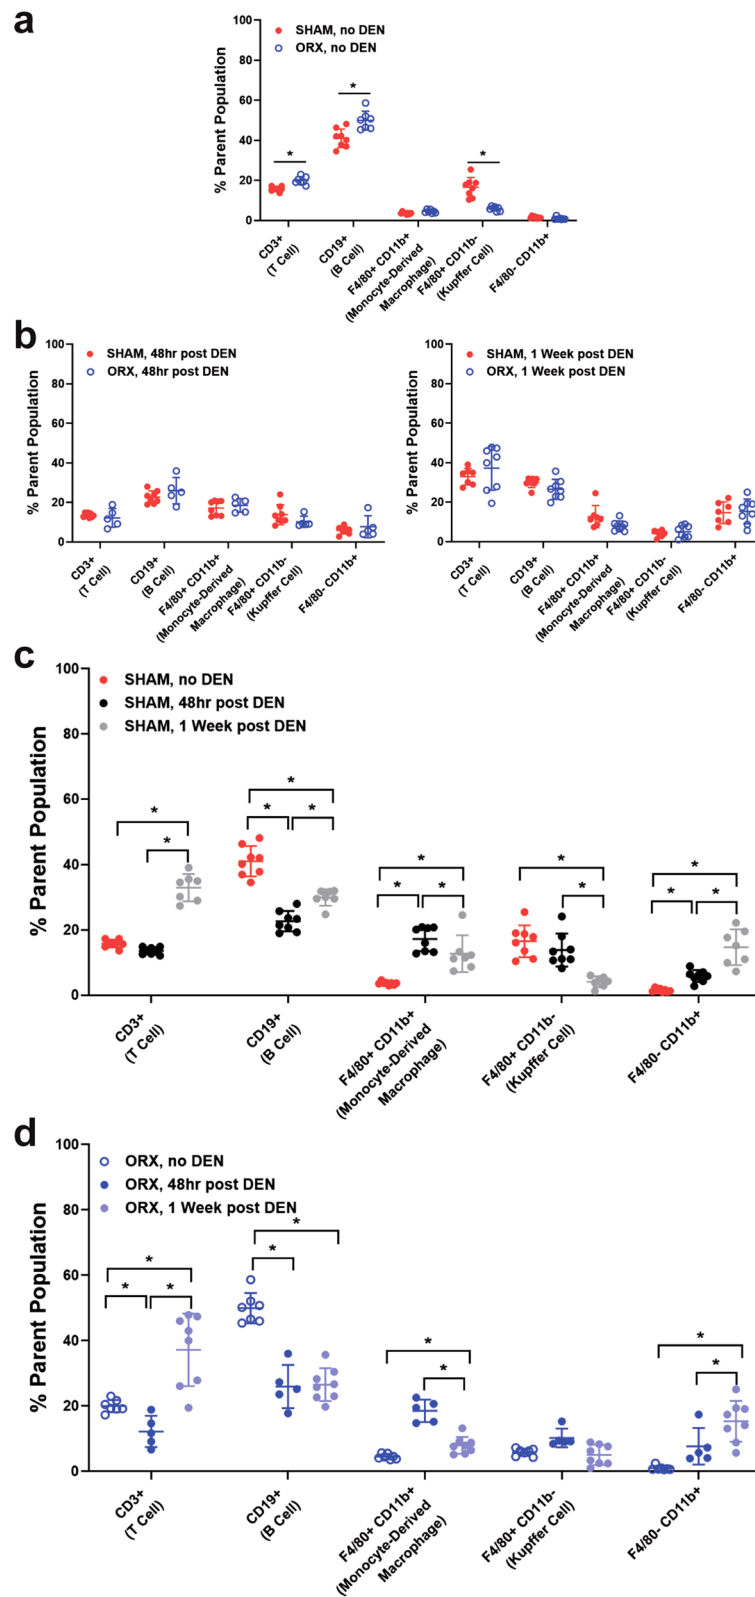 a
SHAM, no DEN
ORX, no DEN
% Parent Population
100
80
60
40
20
0
*
*
*
CD3+
(T Cell)
CD19+
(B Cell)
F4/80+ CD11b+
(Monocyte-Derived
Macrophage)
F4/80+ CD11b-
(Kupffer Cell)
F4/80- CD11b+
b
SHAM, 48hr post DEN
ORX, 48hr post DEN
% Parent Population
100
80
60
40
20
0
CD3+
(T Cell)
CD19+
(B Cell)
F4/80+ CD11b+
(Monocyte-Derived
Macrophage)
F4/80+ CD11b-
(Kupffer Cell)
F4/80- CD11b+
SHAM, 1 Week post DEN
ORX, 1 Week post DEN
% Parent Population
100
80
60
40
20
0
CD3+
(T Cell)
CD19+
(B Cell)
F4/80+ CD11b+
(Monocyte-Derived
Macrophage)
F4/80+ CD11b-
(Kupffer Cell)
F4/80- CD11b+
c
SHAM, no DEN
SHAM, 48hr post DEN
SHAM, 1 Week post DEN
% Parent Population
100
80
60
40
20
0
*
*
*
*
*
*
*
*
*
*
*
*
*
CD3+
(T Cell)
CD19+
(B Cell)
F4/80+ CD11b+
(Monocyte-Derived
Macrophage)
F4/80+ CD11b-
(Kupffer Cell)
F4/80- CD11b+
d
ORX, no DEN
ORX, 48hr post DEN
ORX, 1 Week post DEN
% Parent Population
100
80
60
40
20
0
*
*
*
*
*
*
*
*
*
CD3+
(T Cell)
CD19+
(B Cell)
F4/80+ CD11b+
(Monocyte-Derived
Macrophage)
F4/80+ CD11b-
(Kupffer Cell)
F4/80- CD11b+